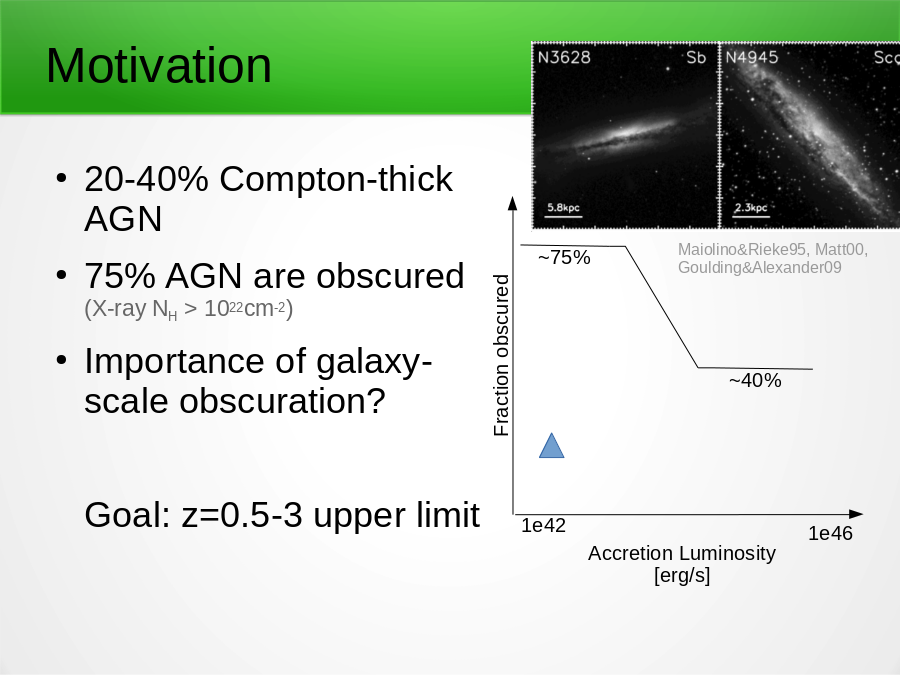 Motivation
N3628 Sb
N4945 Sc
5.8kpc
2.3kpc
• 20-40% Compton-thick
AGN
• 75% AGN are obscured
(X-ray N_H > 10^22 cm^-2)
• Importance of galaxy-
scale obscuration?
Goal: z=0.5-3 upper limit
Maiolino&Rieke95, Matt00,
Goulding&Alexander09
Fraction obscured
~75%
~40%
1e42
1e46
Accretion Luminosity
[erg/s]